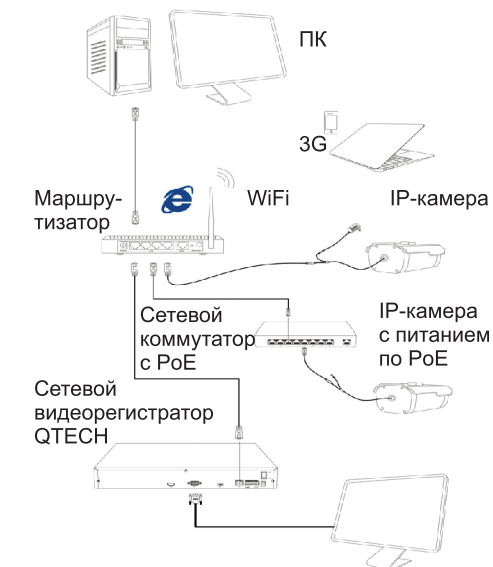 ПК
3G
Маршру-
тизатор
WiFi
IP-камера
Сетевой
коммутатор
с PoE
IP-камера
с питанием
по PoE
Сетевой
видеорегистратор
QTECH